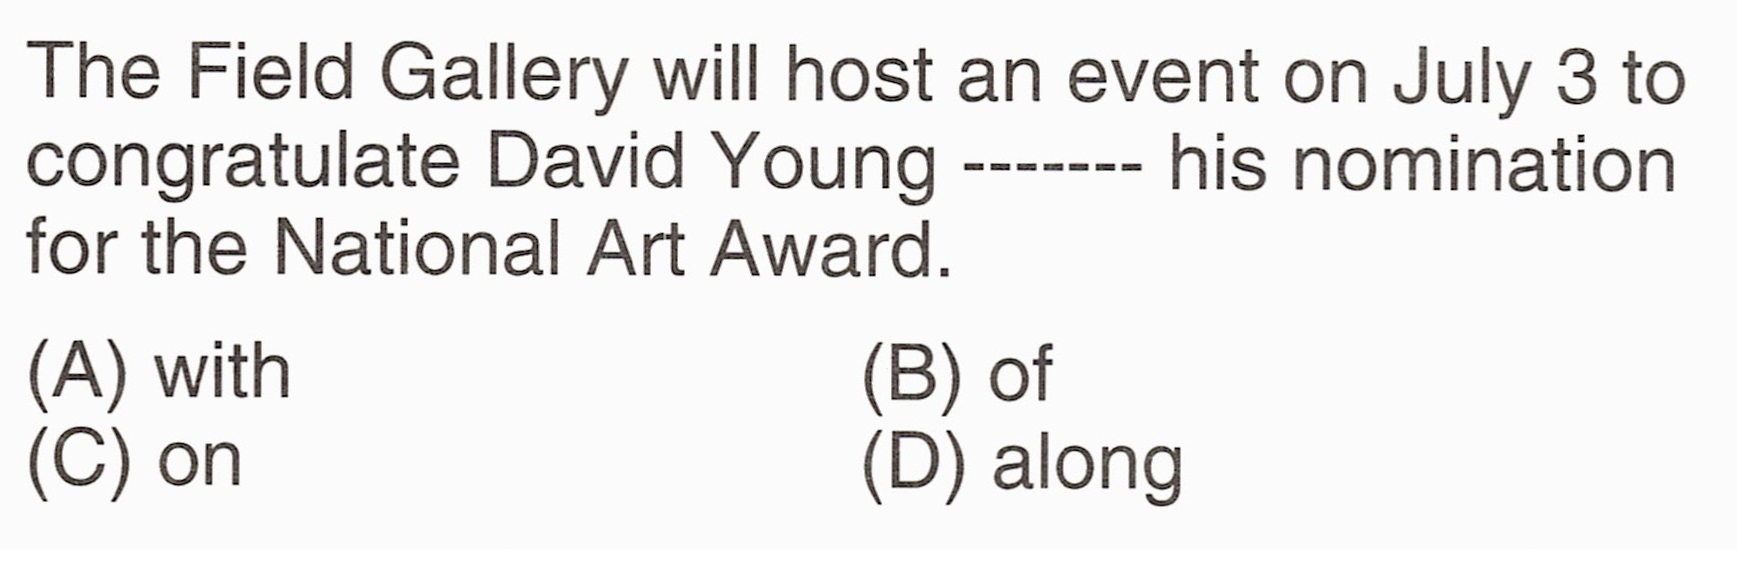 The Field Gallery will host an event on July 3 to
congratulate David Young ------- his nomination
for the National Art Award.
(A) with
(B) of
(C) on
(D) along